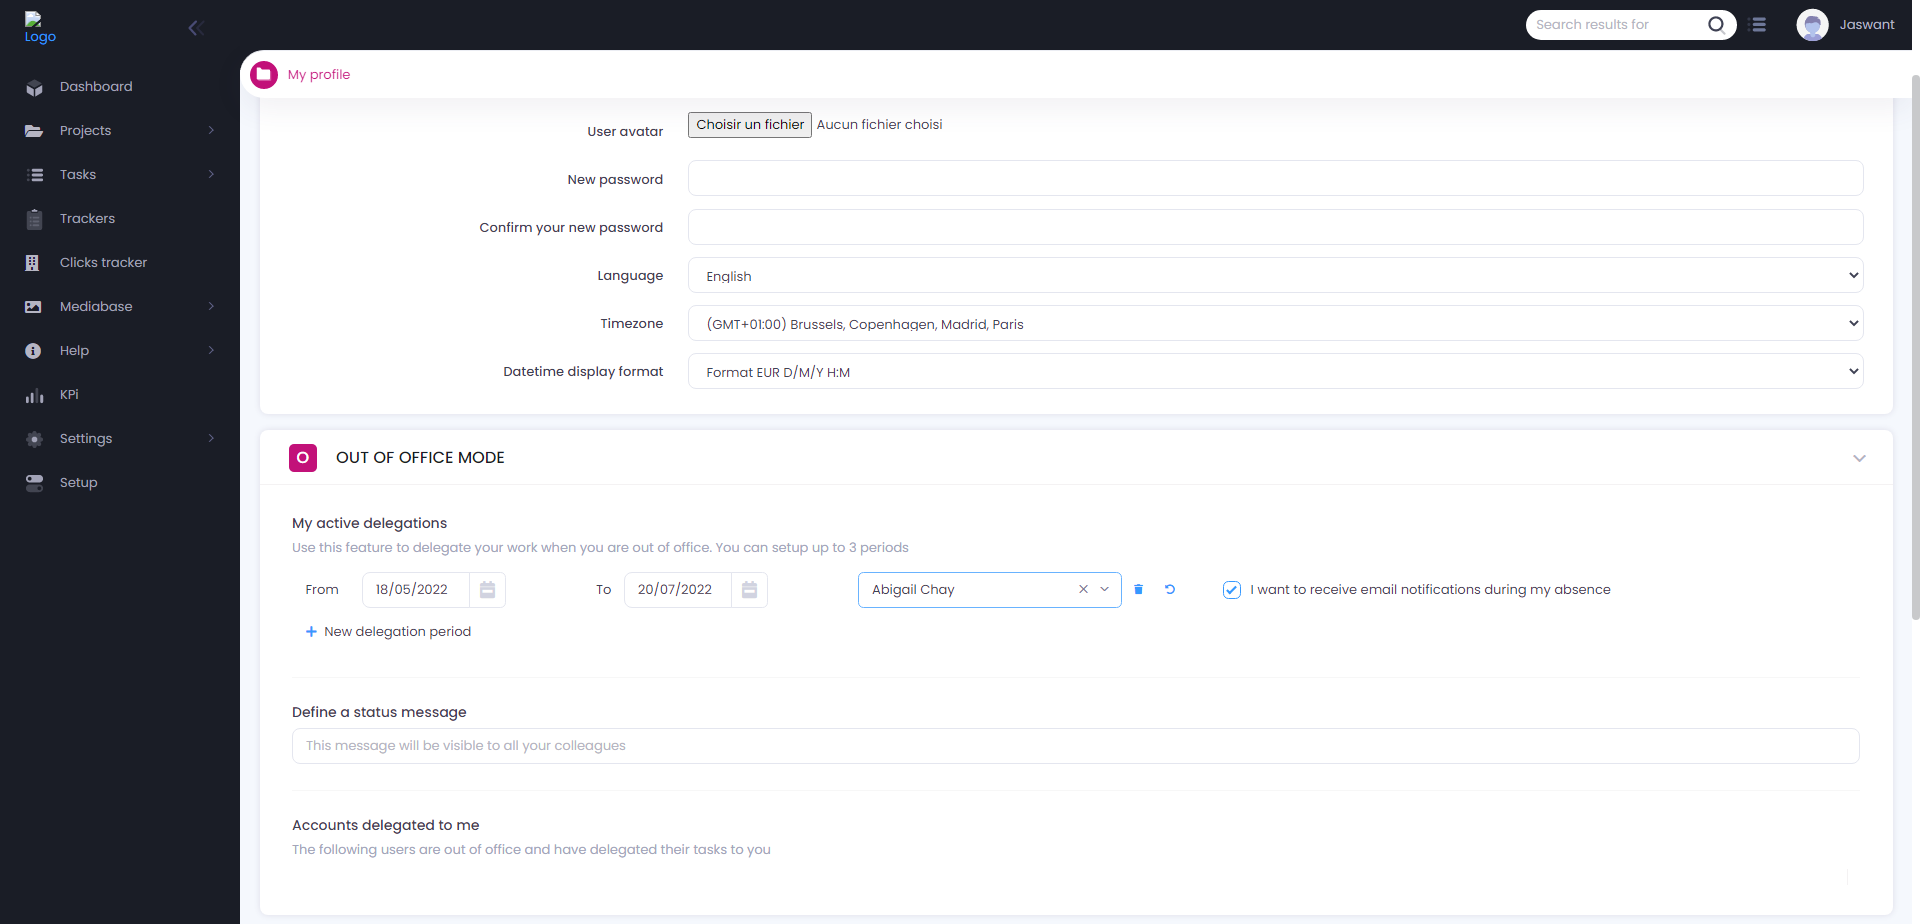 Logo
Search results for
Jaswant
My profile
Dashboard
Projects
Tasks
Trackers
Clicks tracker
Mediabase
Help
KPi
Settings
Setup
User avatar Choisir un fichier Aucun fichier choisi
New password
Confirm your new password
Language English
Timezone (GMT+01:00) Brussels, Copenhagen, Madrid, Paris
Datetime display format Format EUR D/M/Y H:M
O OUT OF OFFICE MODE
My active delegations
Use this feature to delegate your work when you are out of office. You can setup up to 3 periods
From 18/05/2022 To 20/07/2022 Abigail Chay I want to receive email notifications during my absence
+ New delegation period
Define a status message
This message will be visible to all your colleagues
Accounts delegated to me
The following users are out of office and have delegated their tasks to you